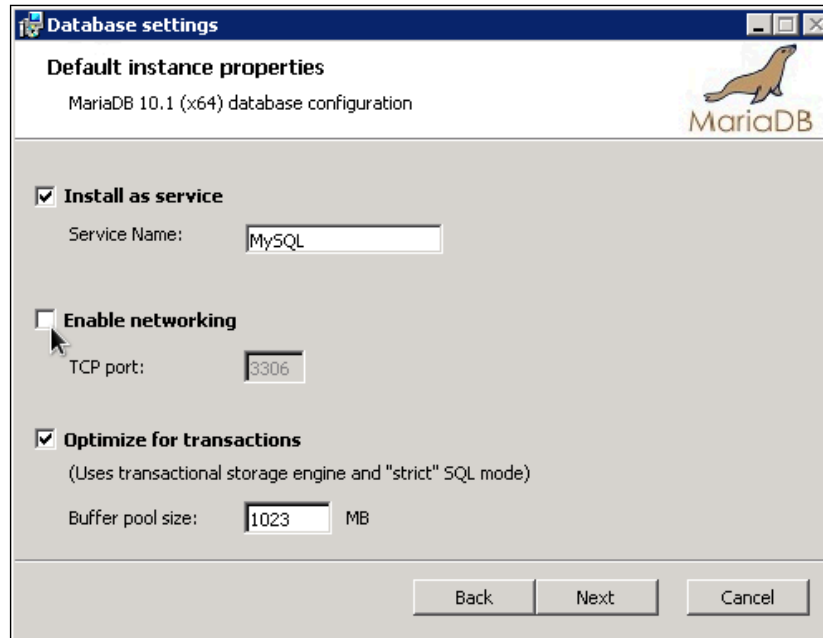 Database settings
Default instance properties
MariaDB 10.1 (x64) database configuration
MariaDB
Install as service
Service Name: MySQL
Enable networking
TCP port: 3306
Optimize for transactions
(Uses transactional storage engine and "strict" SQL mode)
Buffer pool size: 1023 MB
Back Next Cancel